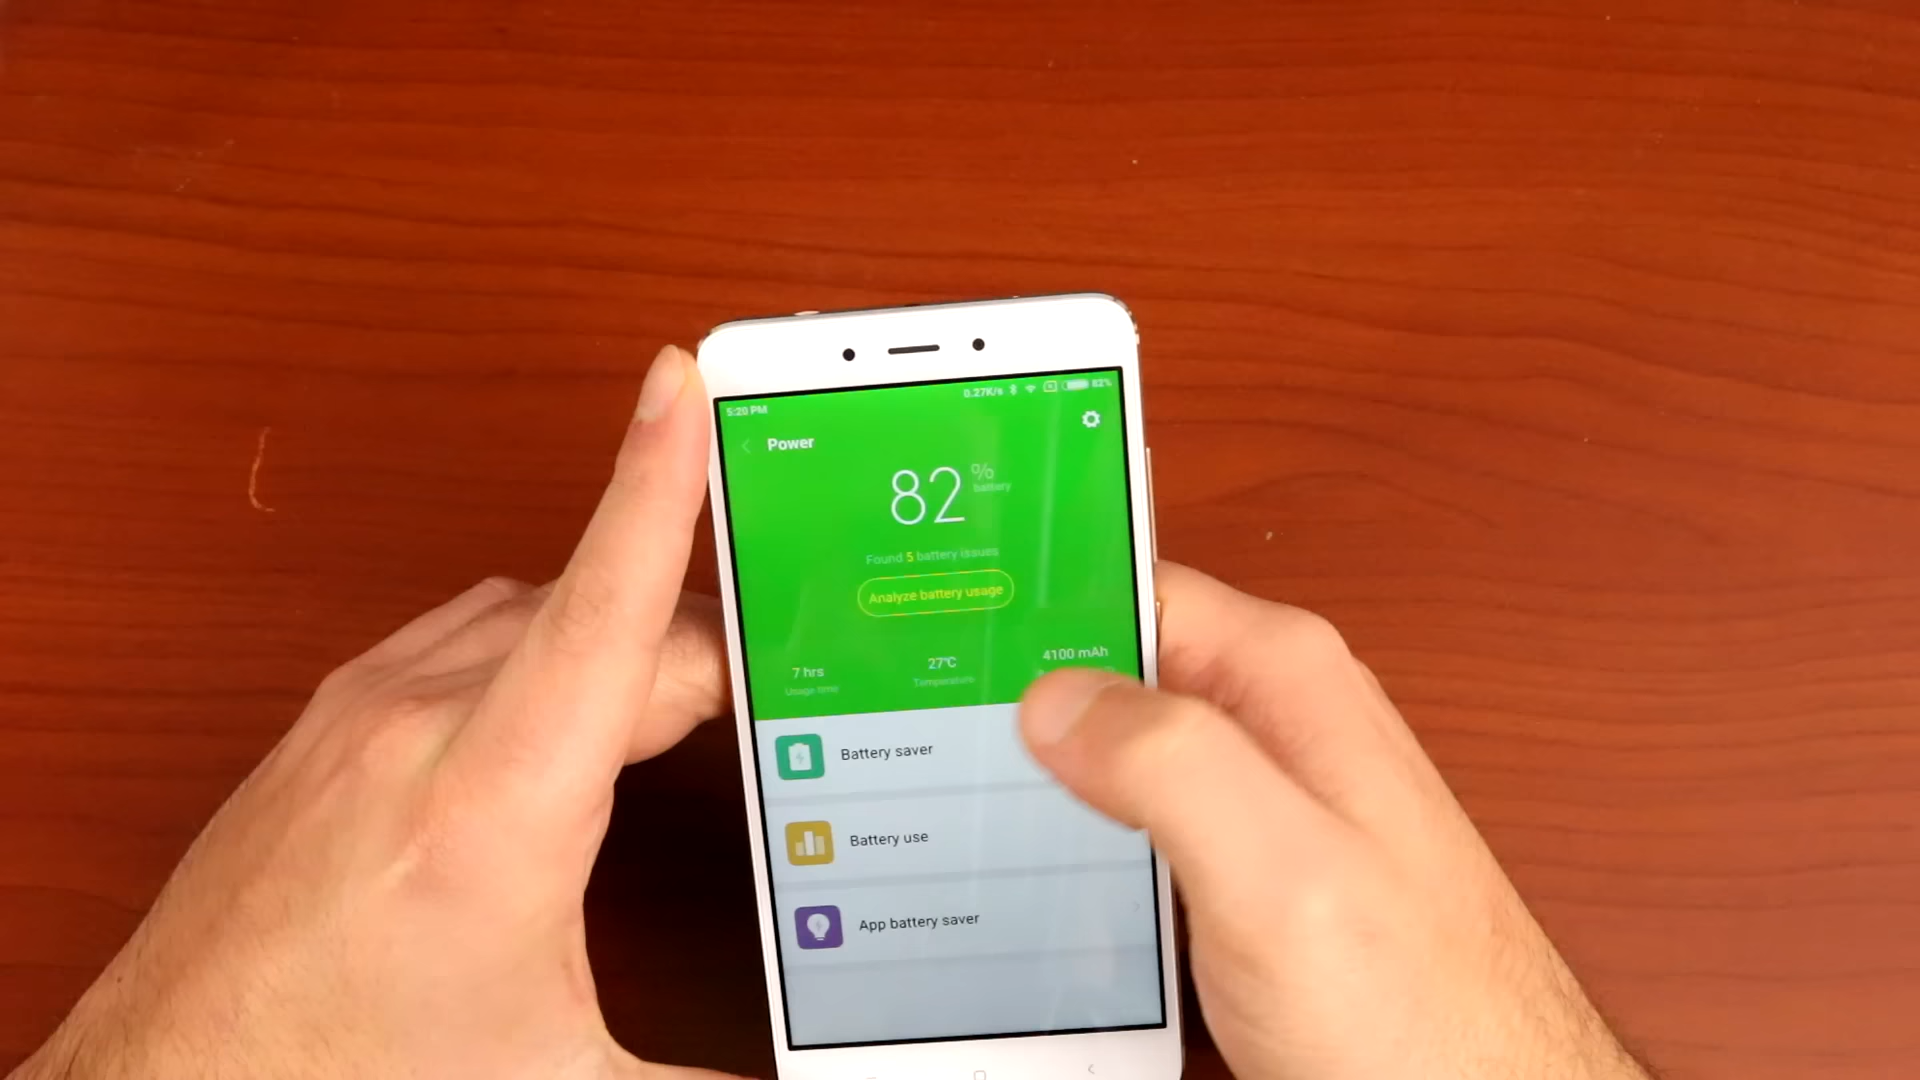 5:20 PM 0.27K/s 82%
Power
82 %
battery
Found 5 battery issues
Analyze battery usage
7 hrs 27°C 4100 mAh
Usage time Temperature
Battery saver
Battery use
App battery saver